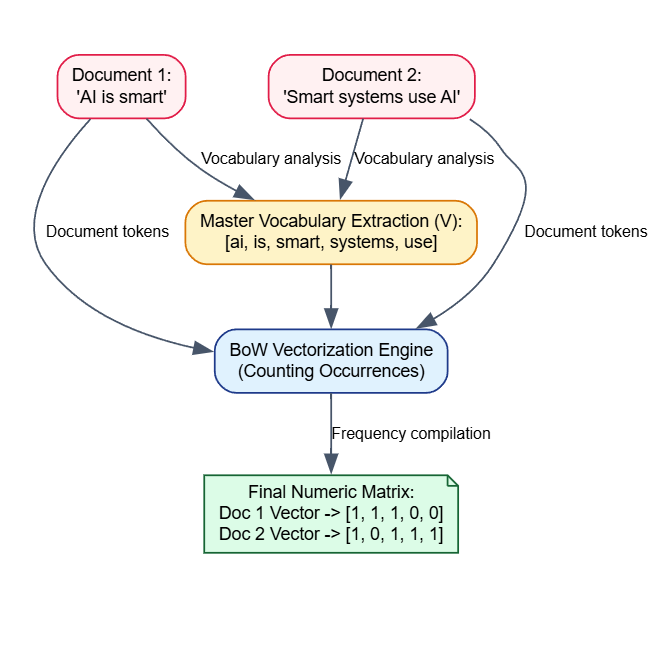 Document 1:
'AI is smart'
Document 2:
'Smart systems use AI'
Vocabulary analysis
Vocabulary analysis
Master Vocabulary Extraction (V):
[ai, is, smart, systems, use]
Document tokens
Document tokens
BoW Vectorization Engine
(Counting Occurrences)
Frequency compilation
Final Numeric Matrix:
Doc 1 Vector -> [1, 1, 1, 0, 0]
Doc 2 Vector -> [1, 0, 1, 1, 1]